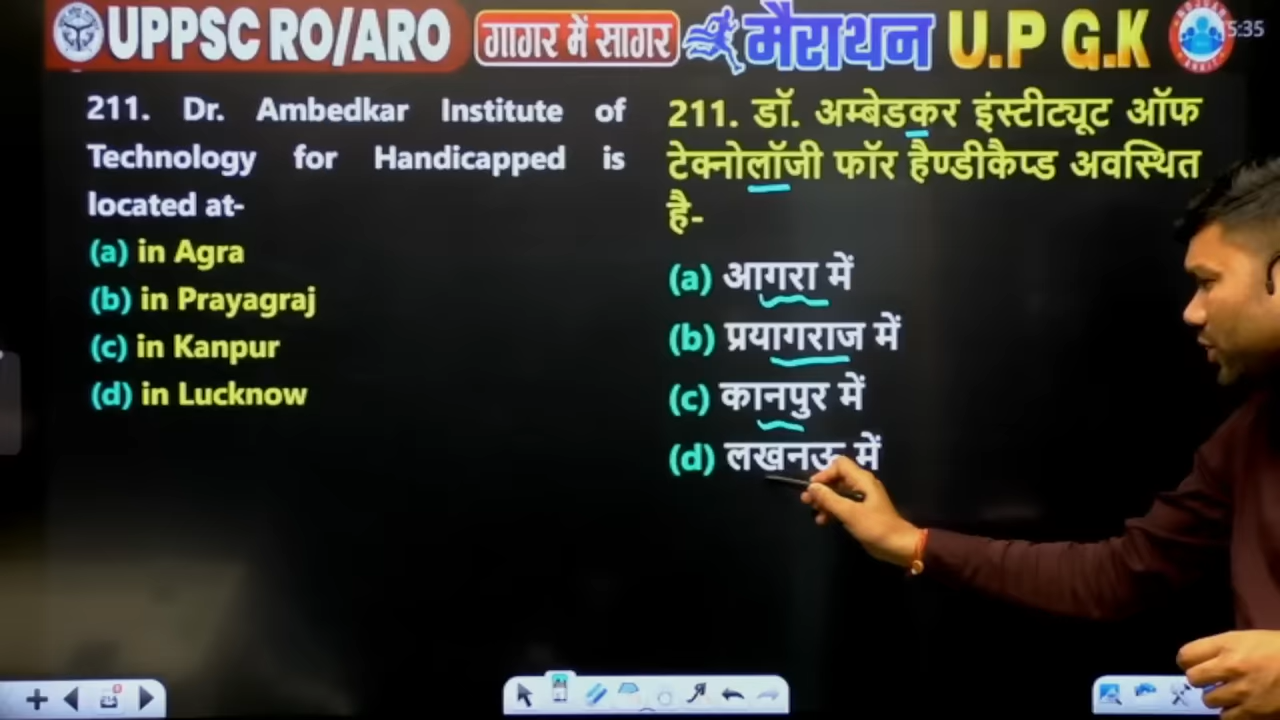 UPPSC RO/ARO गागर में सागर मैराथन U.P G.K
5:35
211. Dr. Ambedkar Institute of
Technology for Handicapped is
located at-
(a) in Agra
(b) in Prayagraj
(c) in Kanpur
(d) in Lucknow
211. डॉ. अम्बेडकर इंस्टीट्यूट ऑफ
टेक्नोलॉजी फॉर हैण्डीकैप्ड अवस्थित
है-
(a) आगरा में
(b) प्रयागराज में
(c) कानपुर में
(d) लखनऊ में